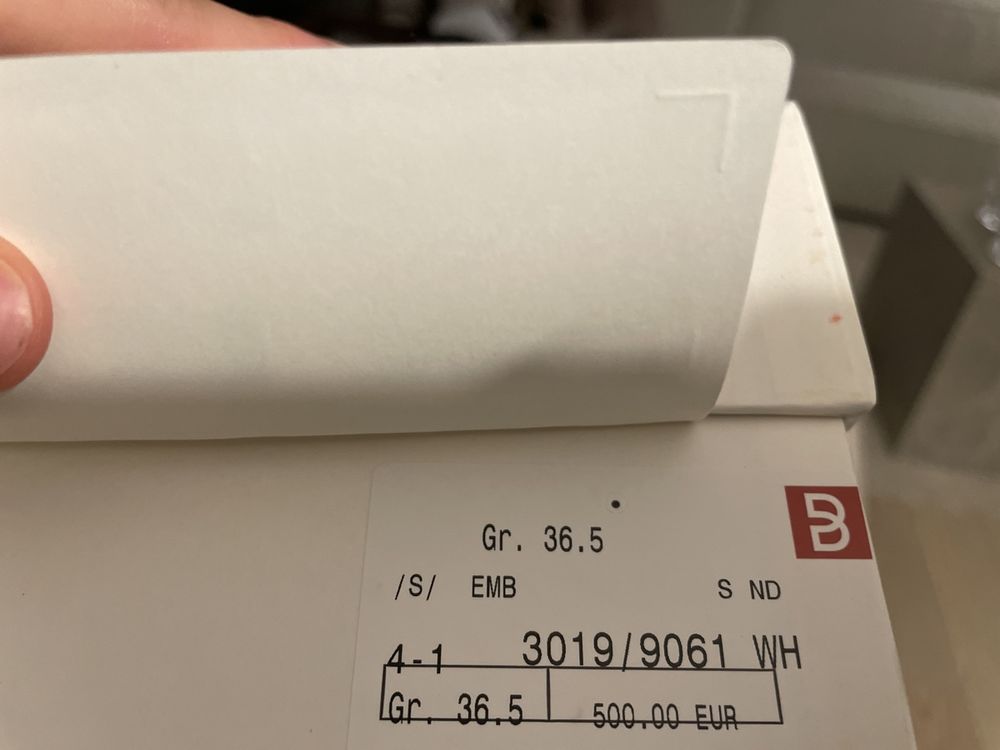 B
Gr. 36.5
/S/ EMB S ND
4-1 3019/9061 WH
Gr. 36.5 500.00 EUR